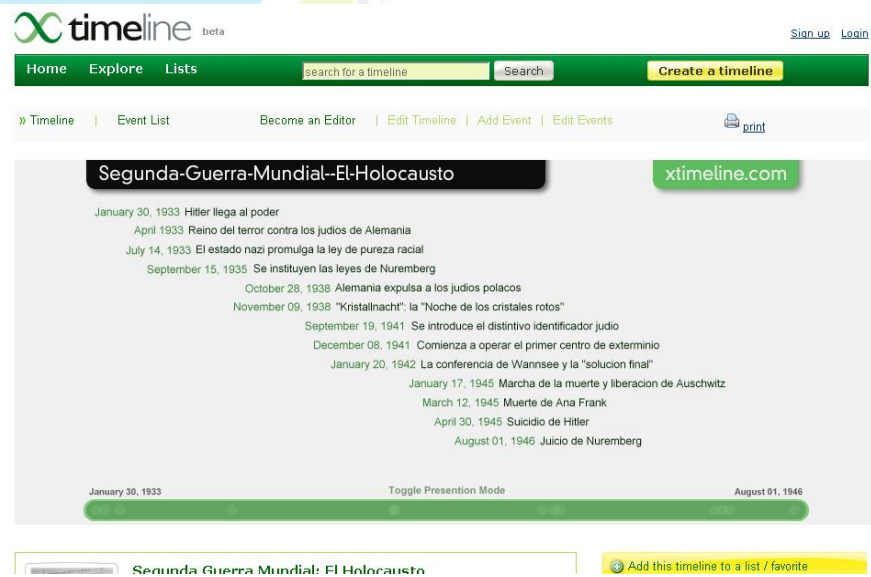 timeline beta
Sign up Login
Home Explore Lists search for a timeline Search Create a timeline
» Timeline | Event List Become an Editor | Edit Timeline | Add Event | Edit Events print
Segunda-Guerra-Mundial--El-Holocausto xtimeline.com
January 30, 1933 Hitler llega al poder
April 1933 Reino del terror contra los judios de Alemania
July 14, 1933 El estado nazi promulga la ley de pureza racial
September 15, 1935 Se instituyen las leyes de Nuremberg
October 28, 1938 Alemania expulsa a los judios polacos
November 09, 1938 "Kristallnacht": la "Noche de los cristales rotos"
September 19, 1941 Se introduce el distintivo identificador judio
December 08, 1941 Comienza a operar el primer centro de exterminio
January 20, 1942 La conferencia de Wannsee y la "solucion final"
January 17, 1945 Marcha de la muerte y liberacion de Auschwitz
March 12, 1945 Muerte de Ana Frank
April 30, 1945 Suicidio de Hitler
August 01, 1946 Juicio de Nuremberg
January 30, 1933 Toggle Presention Mode August 01, 1946
Segunda Guerra Mundial: El Holocausto
Add this timeline to a list / favorite